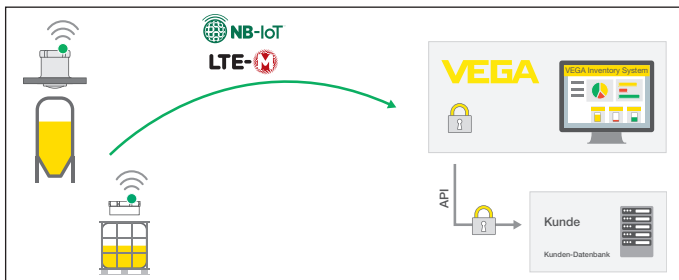 NB-IoT
LTE-M
VEGA
VEGA Inventory System
API
Kunde
Kunden-Datenbank